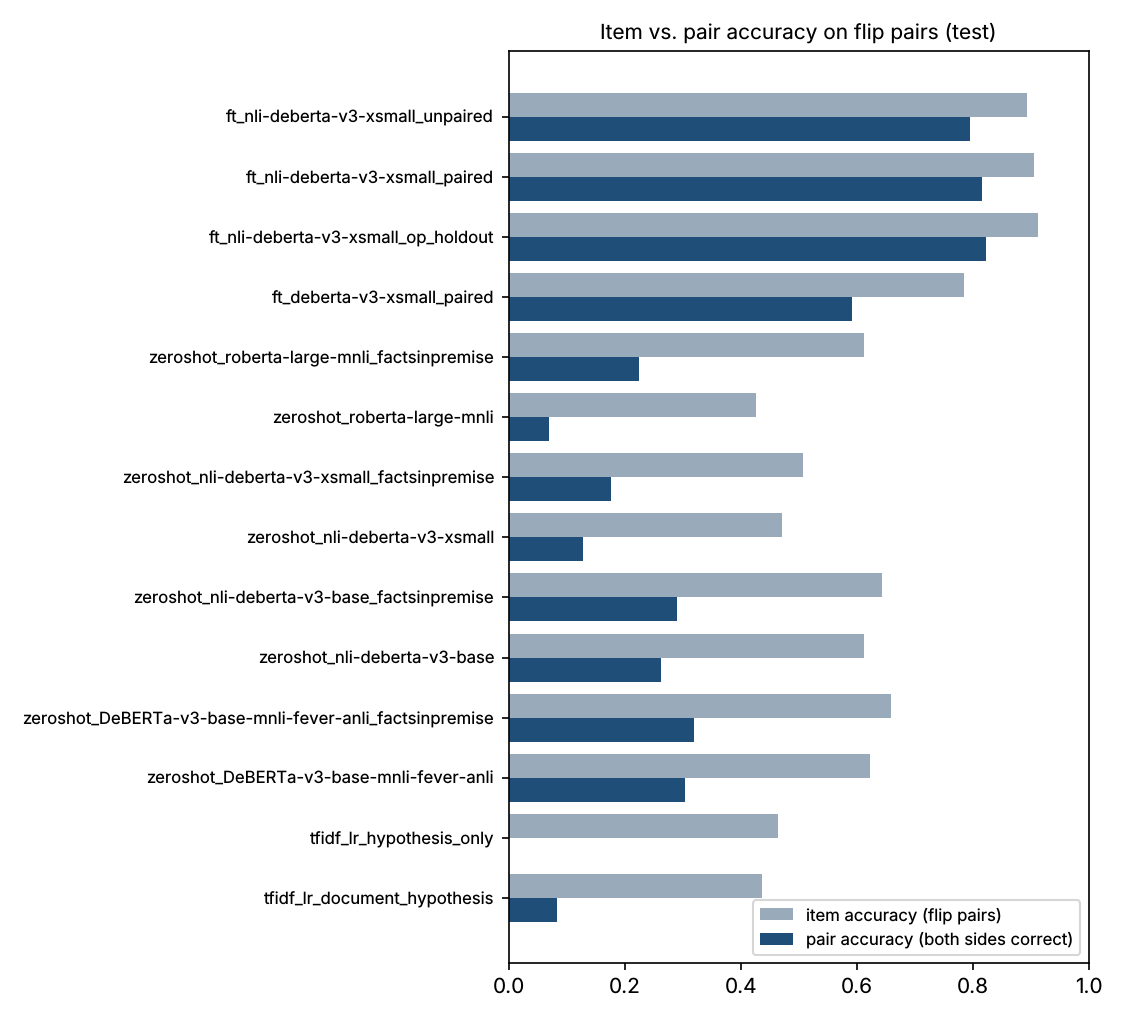 Item vs. pair accuracy on flip pairs (test)
ft_nli-deberta-v3-xsmall_unpaired
ft_nli-deberta-v3-xsmall_paired
ft_nli-deberta-v3-xsmall_op_holdout
ft_deberta-v3-xsmall_paired
zeroshot_roberta-large-mnli_factsinpremise
zeroshot_roberta-large-mnli
zeroshot_nli-deberta-v3-xsmall_factsinpremise
zeroshot_nli-deberta-v3-xsmall
zeroshot_nli-deberta-v3-base_factsinpremise
zeroshot_nli-deberta-v3-base
zeroshot_DeBERTa-v3-base-mnli-fever-anli_factsinpremise
zeroshot_DeBERTa-v3-base-mnli-fever-anli
tfidf_lr_hypothesis_only
tfidf_lr_document_hypothesis
item accuracy (flip pairs)
pair accuracy (both sides correct)
0.0 0.2 0.4 0.6 0.8 1.0